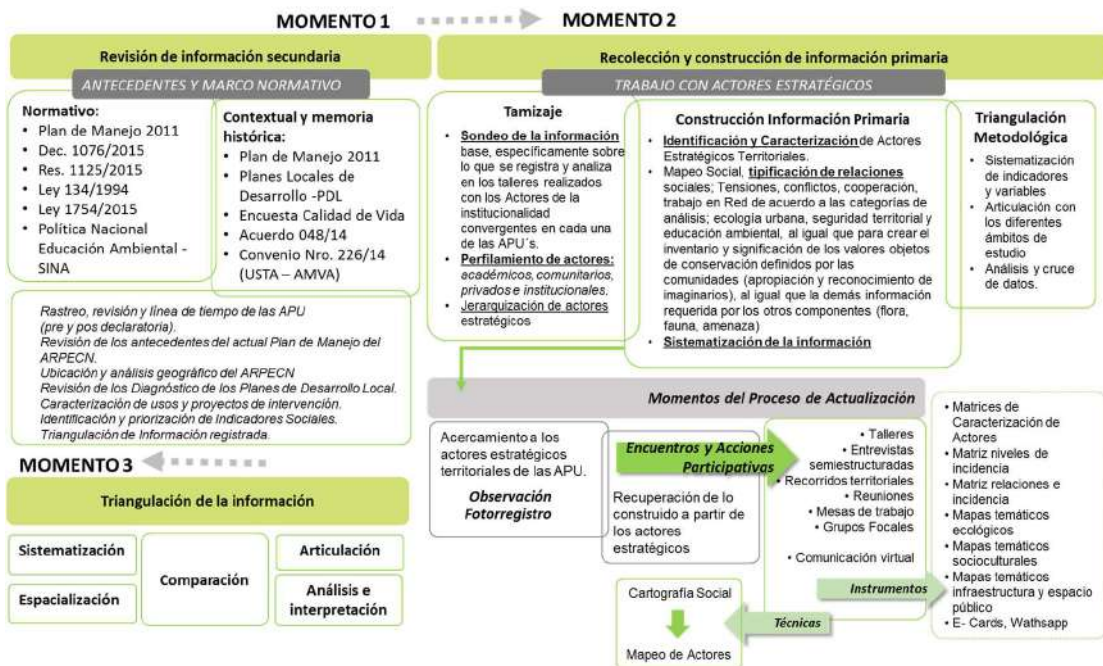 MOMENTO 1
MOMENTO 2
Revisión de información secundaria
ANTECEDENTES Y MARCO NORMATIVO
Normativo:
• Plan de Manejo 2011
• Dec. 1076/2015
• Res. 1125/2015
• Ley 134/1994
• Ley 1754/2015
• Política Nacional
Educación Ambiental -
SINA
Contextual y memoria
histórica:
• Plan de Manejo 2011
• Planes Locales de
Desarrollo -PDL
• Encuesta Calidad de Vida
• Acuerdo 048/14
• Convenio Nro. 226/14
(USTA – AMVA)
Rastreo, revisión y línea de tiempo de las APU
(pre y pos declaratoria).
Revisión de los antecedentes del actual Plan de Manejo del
ARPECN.
Ubicación y análisis geográfico del ARPECN
Revisión de los Diagnóstico de los Planes de Desarrollo Local.
Caracterización de usos y proyectos de intervención.
Identificación y priorización de Indicadores Sociales.
Triangulación de Información registrada.
Recolección y construcción de información primaria
TRABAJO CON ACTORES ESTRATÉGICOS
Tamizaje
• Sondeo de la información
base, específicamente sobre
lo que se registra y analiza
en los talleres realizados
con los Actores de la
institucionalidad
convergentes en cada una
de las APU´s.
• Perfilamiento de actores:
académicos, comunitarios,
privados e institucionales.
• Jerarquización de actores
estratégicos
Construcción Información Primaria
• Identificación y Caracterización de Actores
Estratégicos Territoriales.
• Mapeo Social, tipificación de relaciones
sociales; Tensiones, conflictos, cooperación,
trabajo en Red de acuerdo a las categorías de
análisis; ecología urbana, seguridad territorial y
educación ambiental, al igual que para crear el
inventario y significación de los valores objetos
de conservación definidos por las
comunidades (apropiación y reconocimiento de
imaginarios), al igual que la demás información
requerida por los otros componentes (flora,
fauna, amenaza)
• Sistematización de la información
Triangulación
Metodológica
• Sistematización
de indicadores y
variables
• Articulación con
los diferentes
ámbitos de
estudio
• Análisis y cruce
de datos.
Momentos del Proceso de Actualización
Acercamiento a los
actores estratégicos
territoriales de las APU.
Observación
Fotorregistro
Encuentros y Acciones
Participativas
Recuperación de lo
construido a partir de
los actores
estratégicos
• Talleres
• Entrevistas
semiestructuradas
• Recorridos territoriales
• Reuniones
• Mesas de trabajo
• Grupos Focales
• Comunicación virtual
Instrumentos
• Matrices de
Caracterización de
Actores
• Matriz niveles de
incidencia
• Matriz relaciones e
incidencia
• Mapas temáticos
ecológicos
• Mapas temáticos
socioculturales
• Mapas temáticos
infraestructura y espacio
público
• E- Cards, Wathsapp
Técnicas
Cartografía Social
Mapeo de Actores
MOMENTO 3
Triangulación de la información
Sistematización
Espacialización
Comparación
Articulación
Análisis e
interpretación